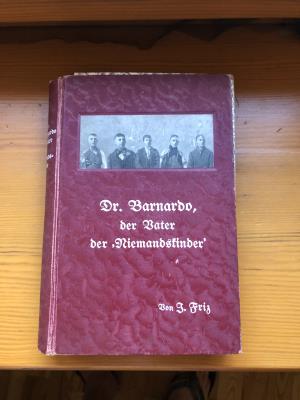 Dr. Barnardo,
der Vater
der ‚Niemandskinder'
Von J. Friz